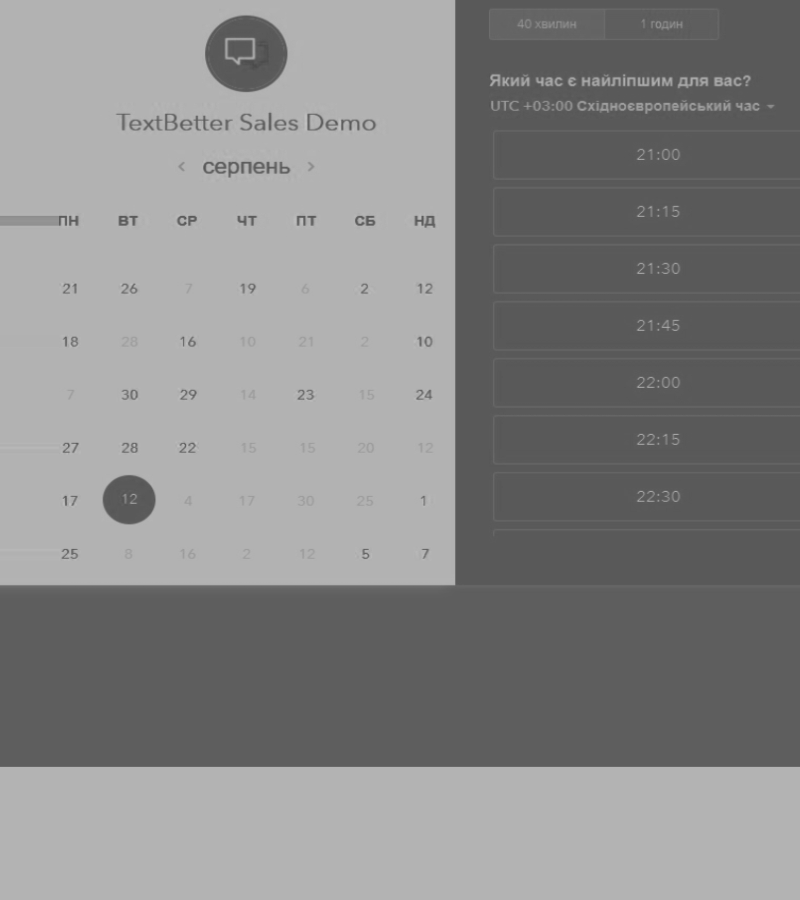 TextBetter Sales Demo
< серпень >
ПН ВТ СР ЧТ ПТ СБ НД
21 26 7 19 6 2 12
18 28 16 10 21 2 10
7 30 29 14 23 15 24
27 28 22 15 15 20 12
17 12 4 17 30 25 1
25 8 16 2 12 5 7
40 хвилин 1 годин
Який час є найліпшим для вас?
UTC +03:00 Східноєвропейський час
21:00
21:15
21:30
21:45
22:00
22:15
22:30